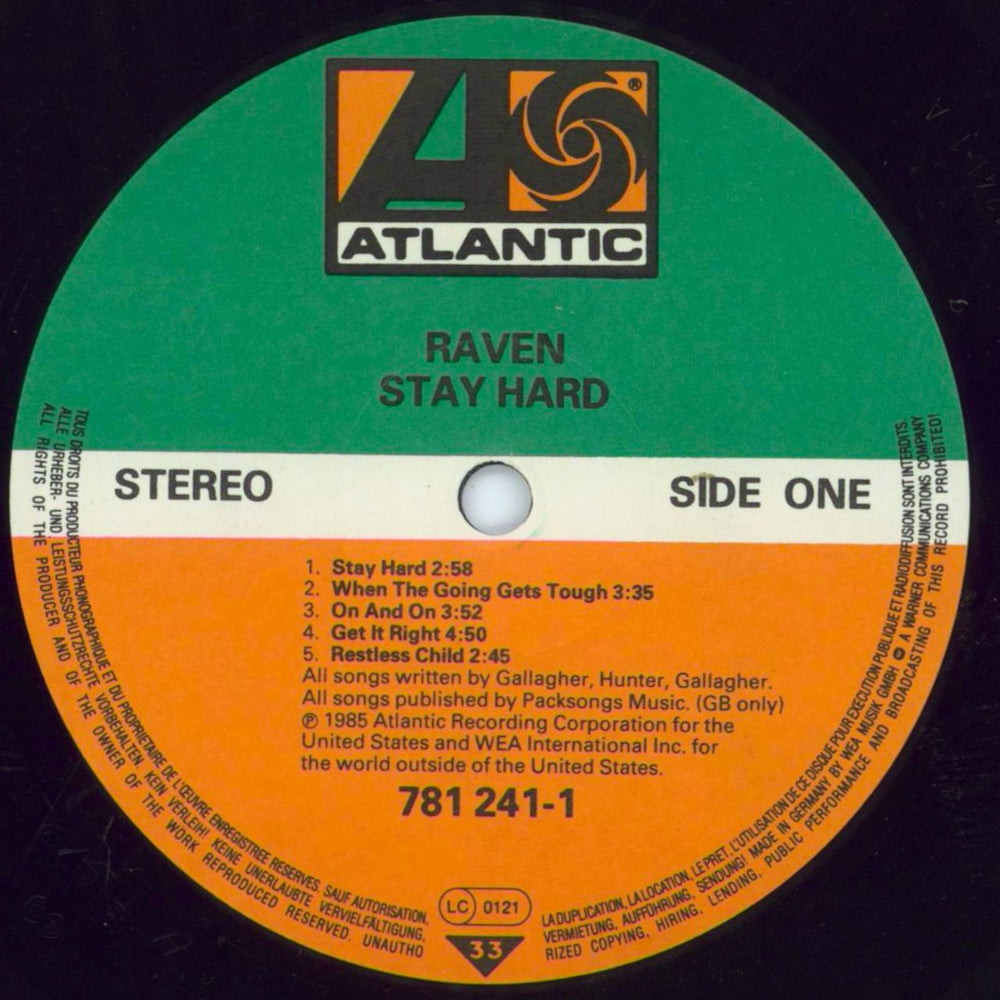 ®
ATLANTIC
RAVEN
STAY HARD
STEREO
SIDE ONE
1. Stay Hard 2:58
2. When The Going Gets Tough 3:35
3. On And On 3:52
4. Get It Right 4:50
5. Restless Child 2:45
All songs written by Gallagher, Hunter, Gallagher.
All songs published by Packsongs Music. (GB only)
℗ 1985 Atlantic Recording Corporation for the
United States and WEA International Inc. for
the world outside of the United States.
781 241-1
LC 0121
33
TOUS DROITS DU PRODUCTEUR PHONOGRAPHIQUE ET DU PROPRIETAIRE DE L'ŒUVRE ENREGISTREE RESERVES. SAUF AUTORISATION,
LA DUPLICATION, LA LOCATION, LE PRET, L'UTILISATION DE CE DISQUE POUR EXECUTION PUBLIQUE ET RADIODIFFUSION SONT INTERDITS.
ALLE URHEBER- UND LEISTUNGSSCHUTZRECHTE VORBEHALTEN. KEIN VERLEIH! KEINE UNERLAUBTE VERVIELFÄLTIGUNG,
VERMIETUNG, AUFFÜHRUNG, SENDUNG! MADE IN GERMANY BY WEA MUSIK GMBH A WARNER COMMUNICATIONS COMPANY
ALL RIGHTS OF THE PRODUCER AND OF THE OWNER OF THE WORK REPRODUCED RESERVED. UNAUTHO
RIZED COPYING, HIRING, LENDING, PUBLIC PERFORMANCE AND BROADCASTING OF THIS RECORD PROHIBITED!